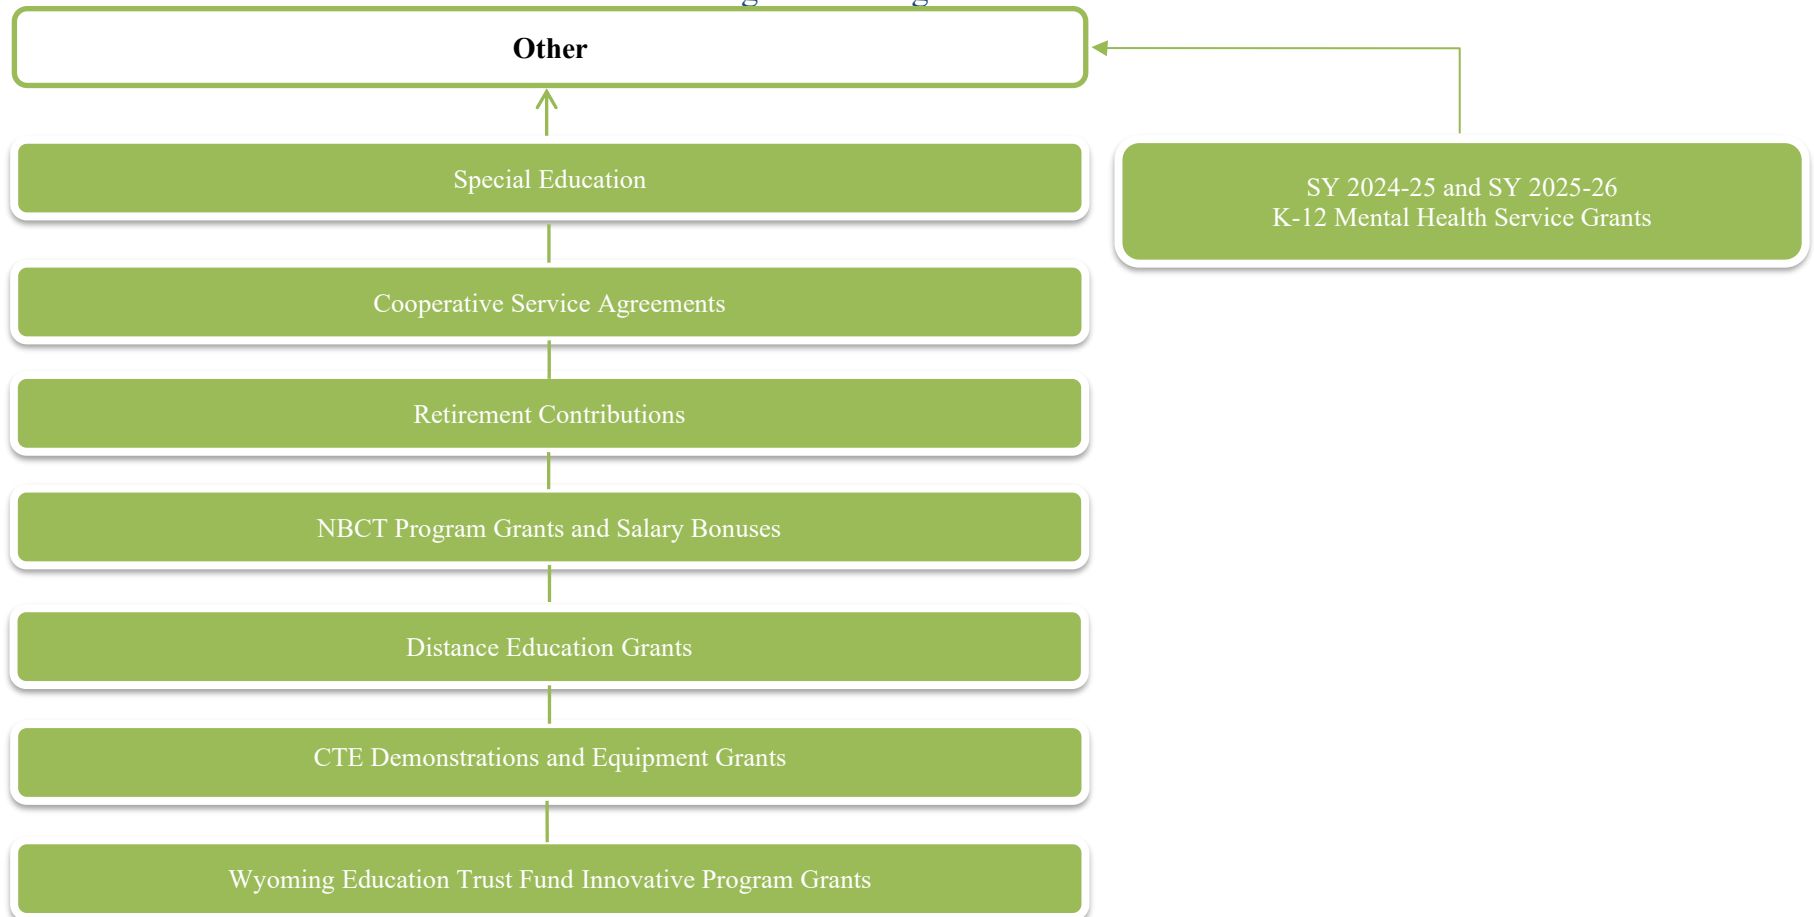 Other
Special Education
SY 2024-25 and SY 2025-26
K-12 Mental Health Service Grants
Cooperative Service Agreements
Retirement Contributions
NBCT Program Grants and Salary Bonuses
Distance Education Grants
CTE Demonstrations and Equipment Grants
Wyoming Education Trust Fund Innovative Program Grants